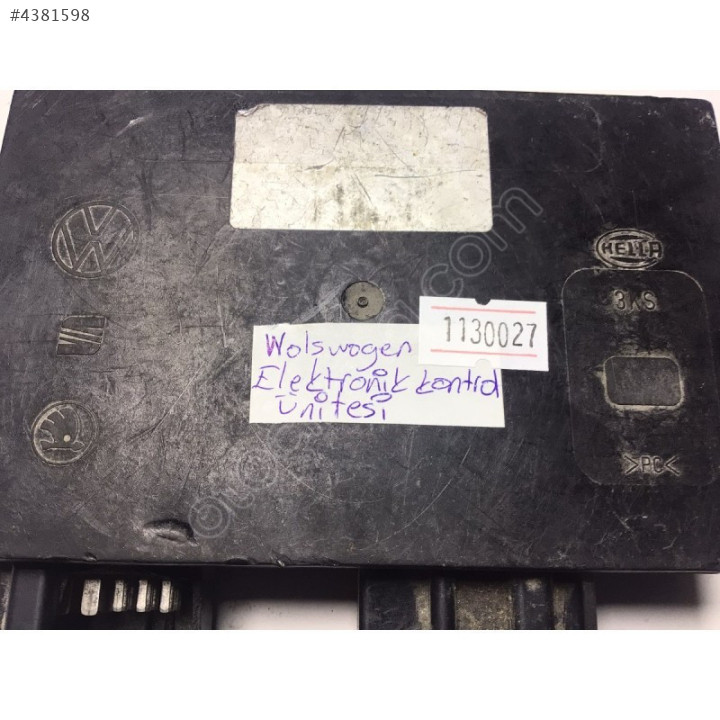 #4381598
HELLA
3KS
1130027
Wolswogen
Elektronik kontrol
ünitesi
>PC<